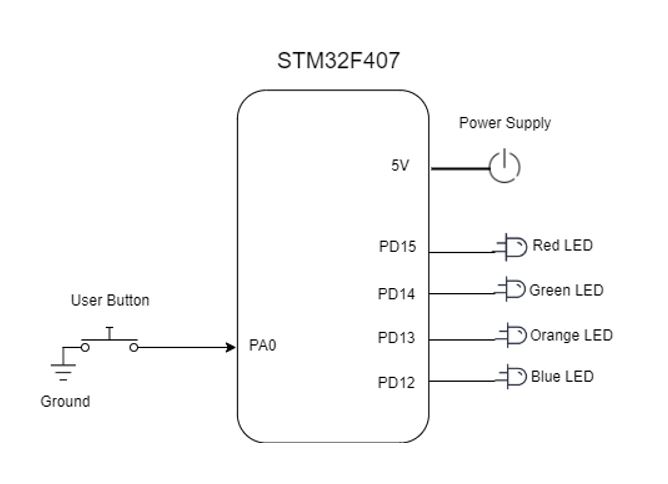 STM32F407
Power Supply
5V
PD15
Red LED
PD14
Green LED
User Button
PD13
Orange LED
PA0
PD12
Blue LED
Ground